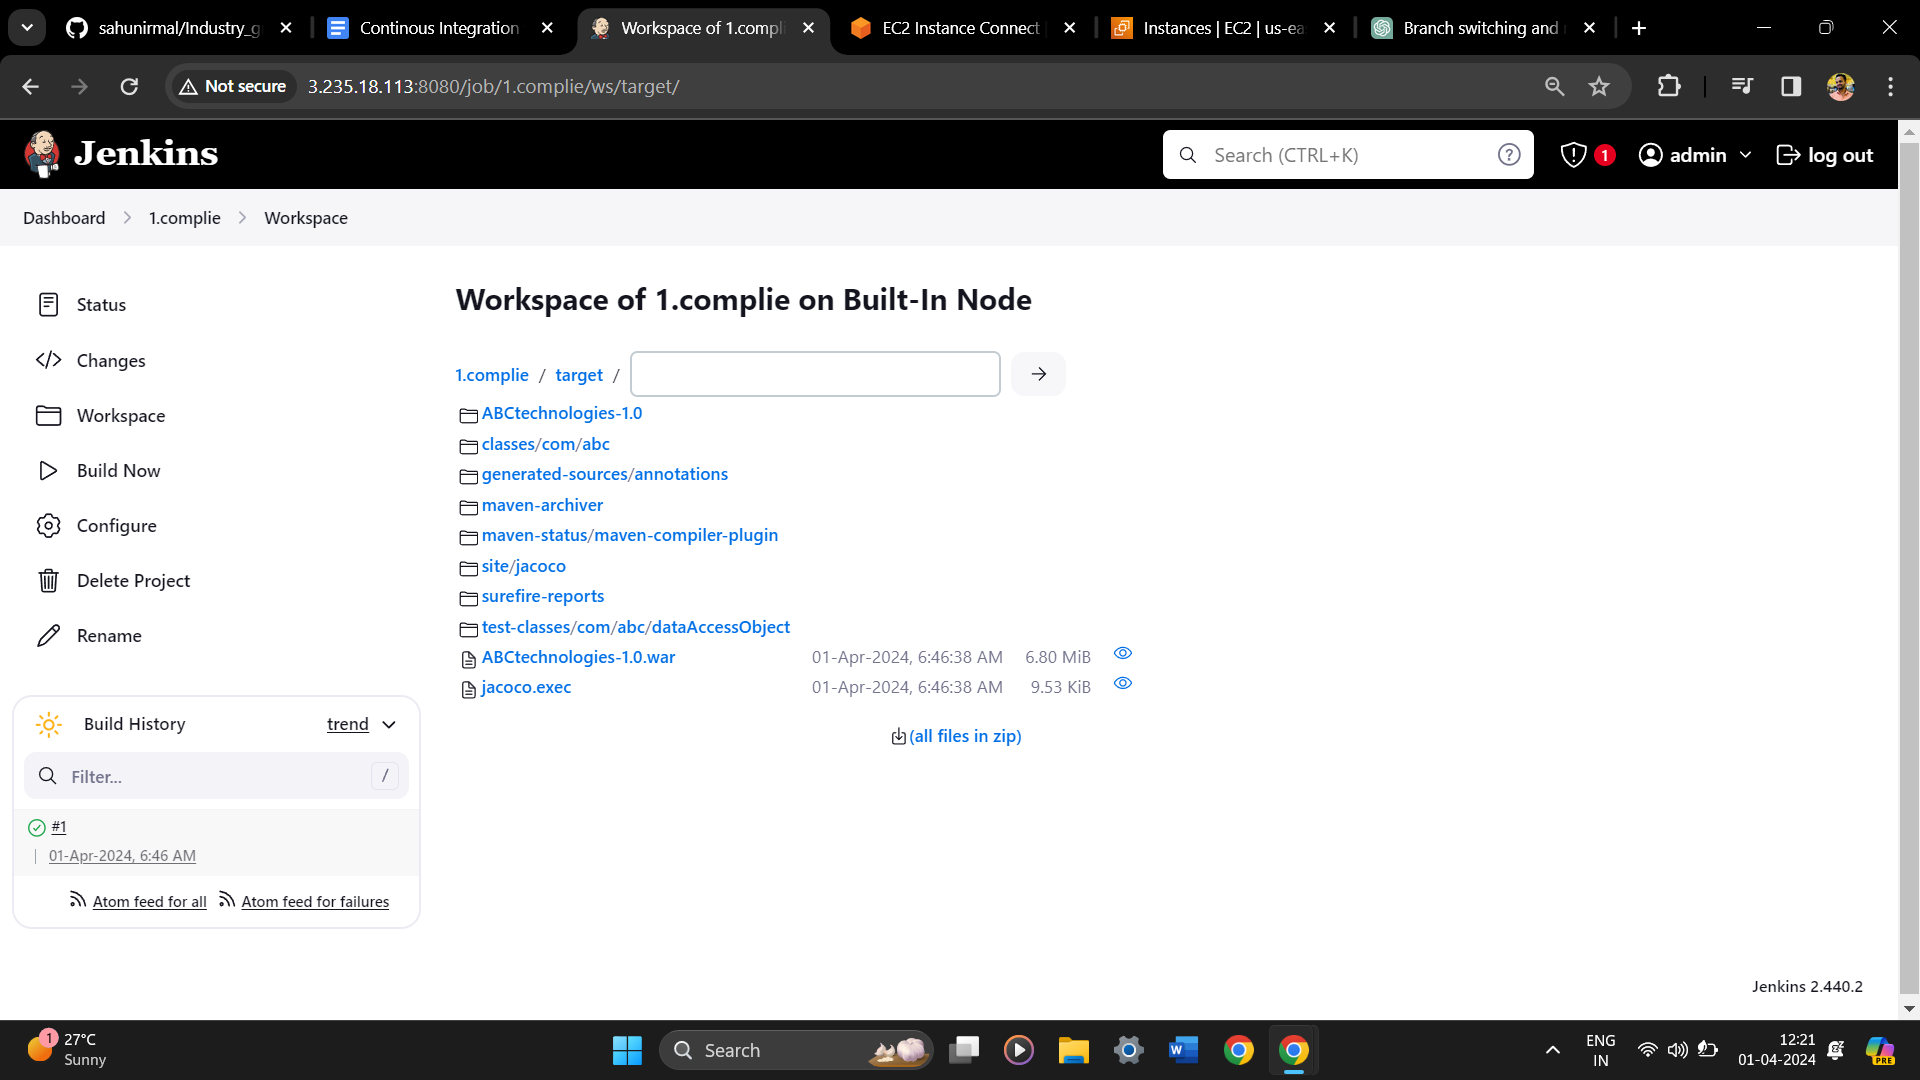 sahunirmal/Industry_g
Continous Integration
Workspace of 1.compli
EC2 Instance Connect
Instances | EC2 | us-ea
Branch switching and
Not secure
3.235.18.113:8080/job/1.complie/ws/target/
Jenkins
Search (CTRL+K)
?
1
admin
log out
Dashboard
1.complie
Workspace
Status
Changes
Workspace
Build Now
Configure
Delete Project
Rename
Build History
trend
Filter...
/
#1
01-Apr-2024, 6:46 AM
Atom feed for all
Atom feed for failures
Workspace of 1.complie on Built-In Node
1.complie / target /
ABCtechnologies-1.0
classes/com/abc
generated-sources/annotations
maven-archiver
maven-status/maven-compiler-plugin
site/jacoco
surefire-reports
test-classes/com/abc/dataAccessObject
ABCtechnologies-1.0.war 01-Apr-2024, 6:46:38 AM 6.80 MiB
jacoco.exec 01-Apr-2024, 6:46:38 AM 9.53 KiB
(all files in zip)
Jenkins 2.440.2
1
27°C
Sunny
Search
W
ENG
IN
12:21
01-04-2024
PRE